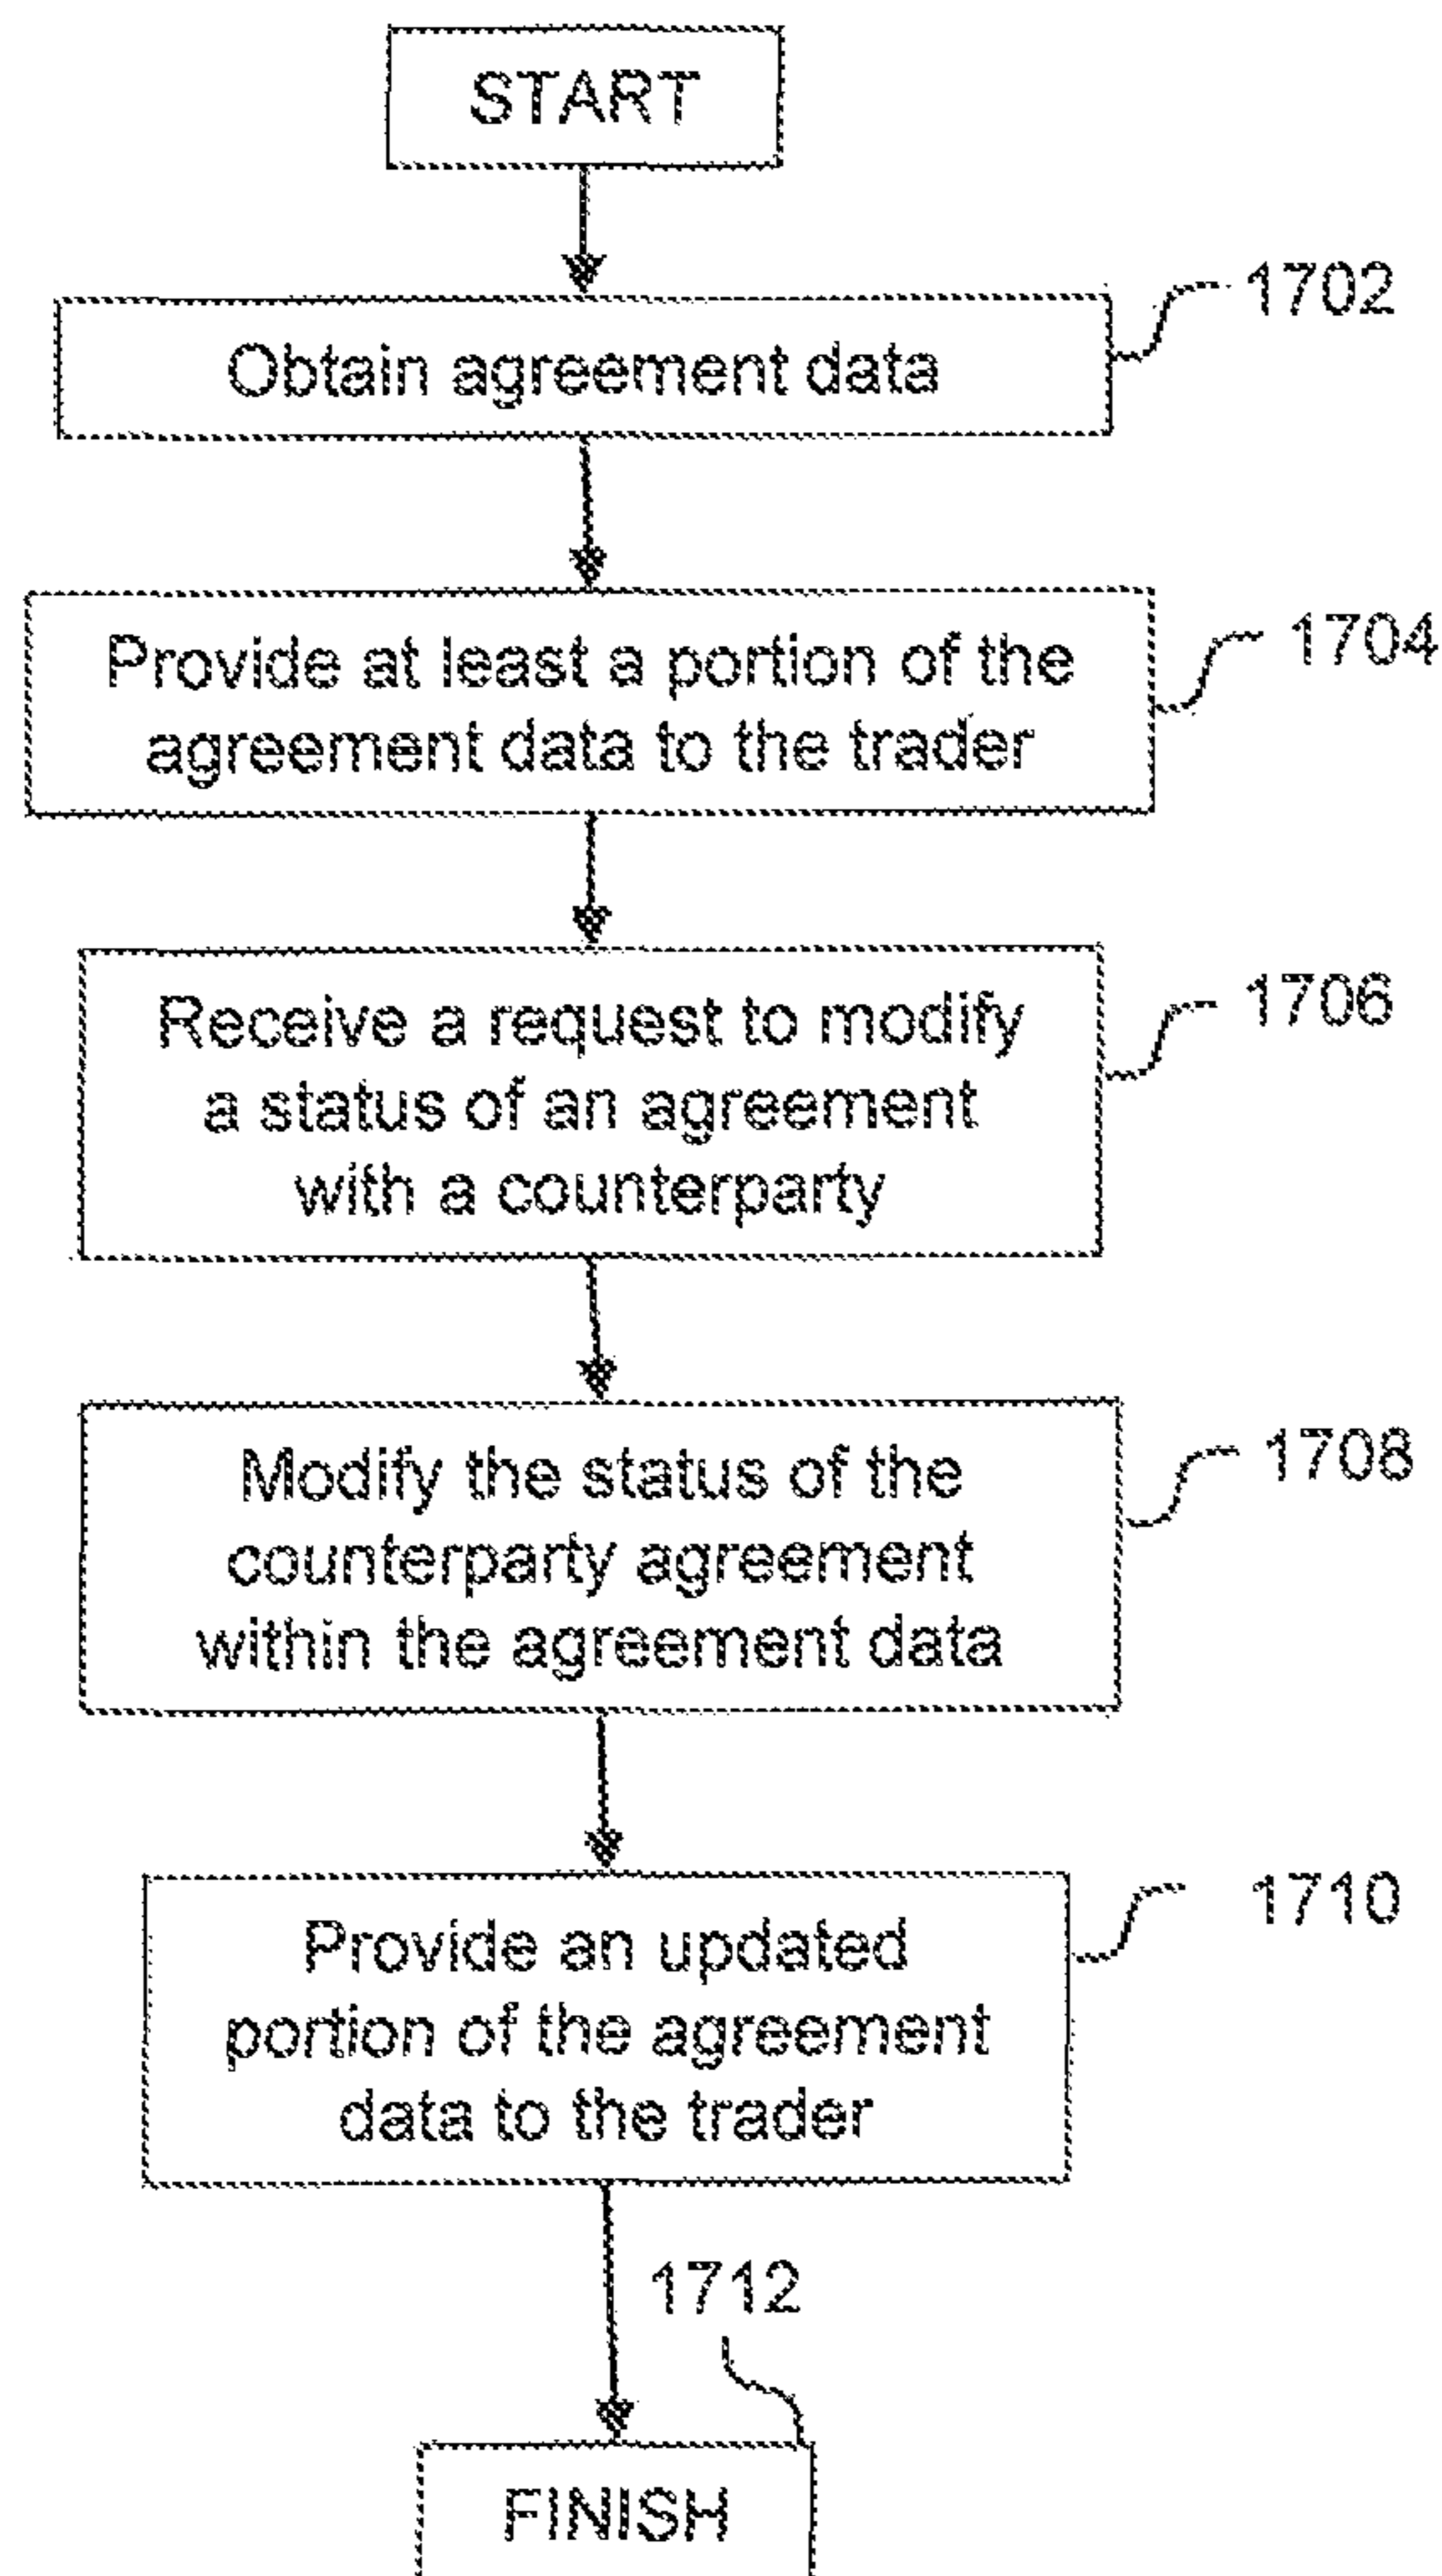 START
1702
Obtain agreement data
1704
Provide at least a portion of the
agreement data to the trader
1706
Receive a request to modify
a status of an agreement
with a counterparty
1708
Modify the status of the
counterparty agreement
within the agreement data
1710
Provide an updated
portion of the agreement
data to the trader
1712
FINISH